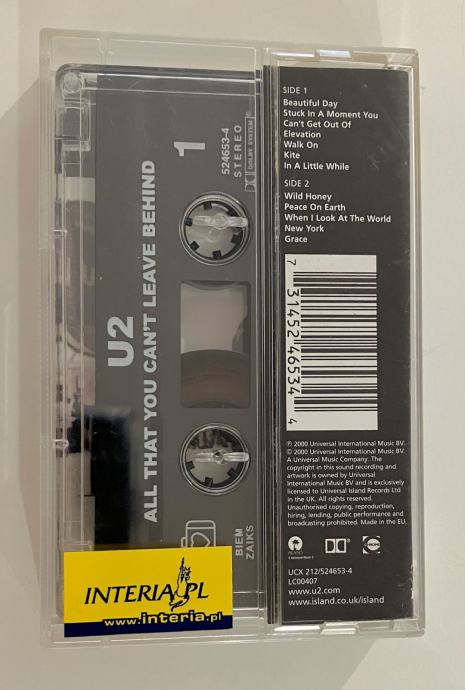 U2
ALL THAT YOU CAN'T LEAVE BEHIND
1
524653-4
STEREO
DOLBY SYSTEM
BIEM
ZAIKS
INTERIA.PL
www.interia.pl
SIDE 1
Beautiful Day
Stuck In A Moment You
Can't Get Out Of
Elevation
Walk On
Kite
In A Little While
SIDE 2
Wild Honey
Peace On Earth
When I Look At The World
New York
Grace
7 31452 46534 4
℗ 2000 Universal International Music BV.
© 2000 Universal International Music BV.
A Universal Music Company. The
copyright in this sound recording and
artwork is owned by Universal
International Music BV and is exclusively
licensed to Universal Island Records Ltd
in the UK. All rights reserved.
Unauthorised copying, reproduction,
hiring, lending, public performance and
broadcasting prohibited. Made in the EU.
ISLAND
UCX 212/524653-4
LC00407
www.u2.com
www.island.co.uk/island